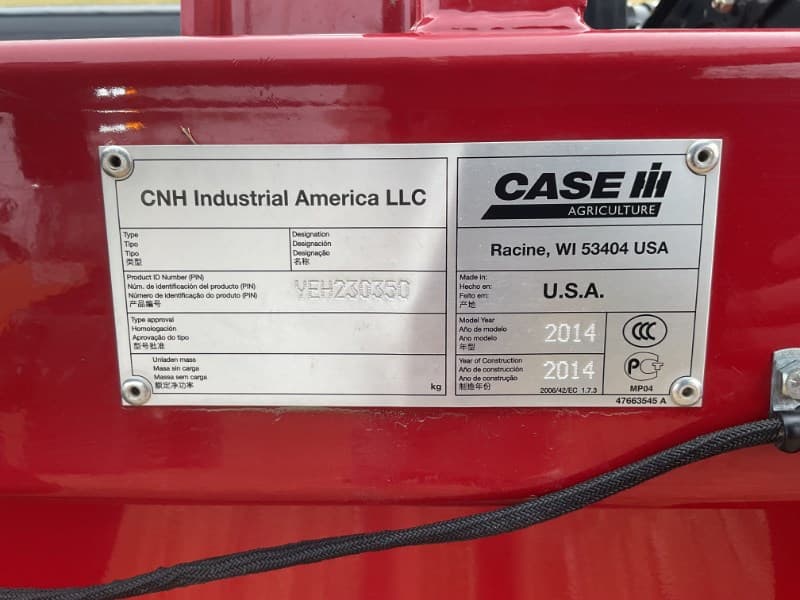 CNH Industrial America LLC
Type
Tipo
Tipo
类型
Designation
Designación
Designação
名称
Product ID Number (PIN)
Núm. de identificación del producto (PIN)
Número de identificação do produto (PIN)
产品编号
YEH230350
Type approval
Homologación
Aprovação do tipo
型号批准
Unladen mass
Masa sin carga
Massa sem carga
额定净功率
kg
CASE IH
AGRICULTURE
Racine, WI 53404 USA
Made in:
Hecho en:
Feito em:
产地
U.S.A.
Model Year
Año de modelo
Ano modelo
年型
2014
Year of Construction
Año de construcción
Ano de construção
制造年份
2014
2006/42/EC 1.7.3
CCC
MP04
47663545 A